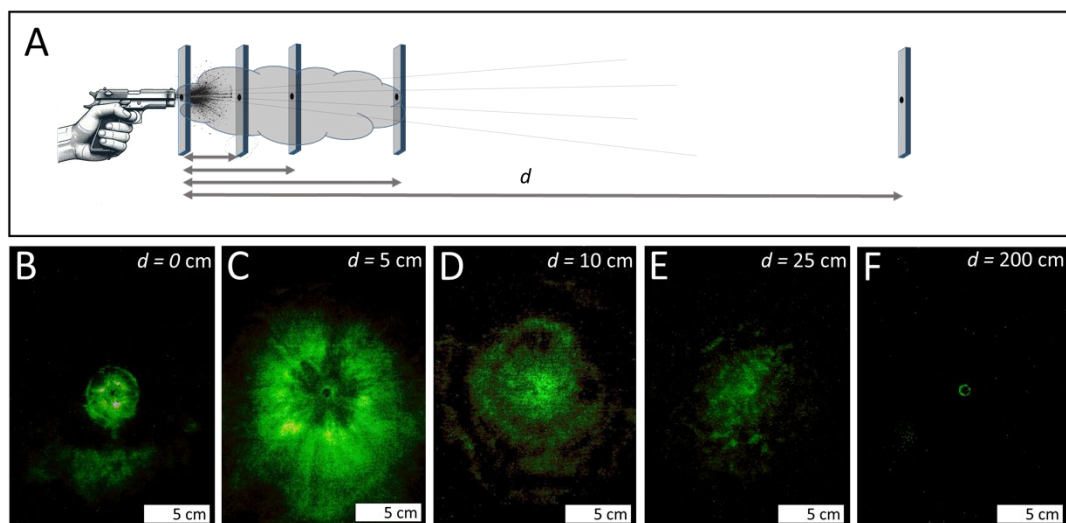 A
d
B
d = 0 cm
5 cm
C
d = 5 cm
5 cm
D
d = 10 cm
5 cm
E
d = 25 cm
5 cm
F
d = 200 cm
5 cm